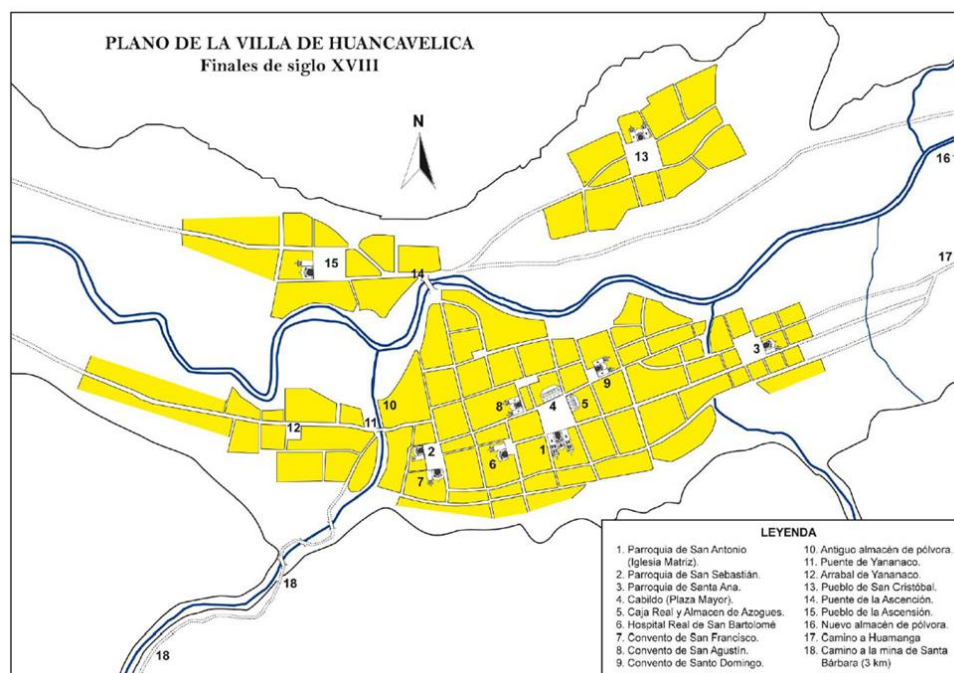 PLANO DE LA VILLA DE HUANCAVELICA
Finales de siglo XVIII
N
13
16
15
14
17
3
10
9
8
4
5
11
12
2
1
6
7
18
18
LEYENDA
1. Parroquia de San Antonio
(Iglesia Matriz).
2. Parroquia de San Sebastián.
3. Parroquia de Santa Ana.
4. Cabildo (Plaza Mayor).
5. Caja Real y Almacen de Azogues.
6. Hospital Real de San Bartolomé
7. Convento de San Francisco.
8. Convento de San Agustín.
9. Convento de Santo Domingo.
10. Antiguo almacén de pólvora.
11. Puente de Yananaco.
12. Arrabal de Yananaco.
13. Pueblo de San Cristóbal.
14. Puente de la Ascención.
15. Pueblo de la Ascensión.
16. Nuevo almacén de pólvora.
17. Camino a Huamanga
18. Camino a la mina de Santa
Bárbara (3 km)